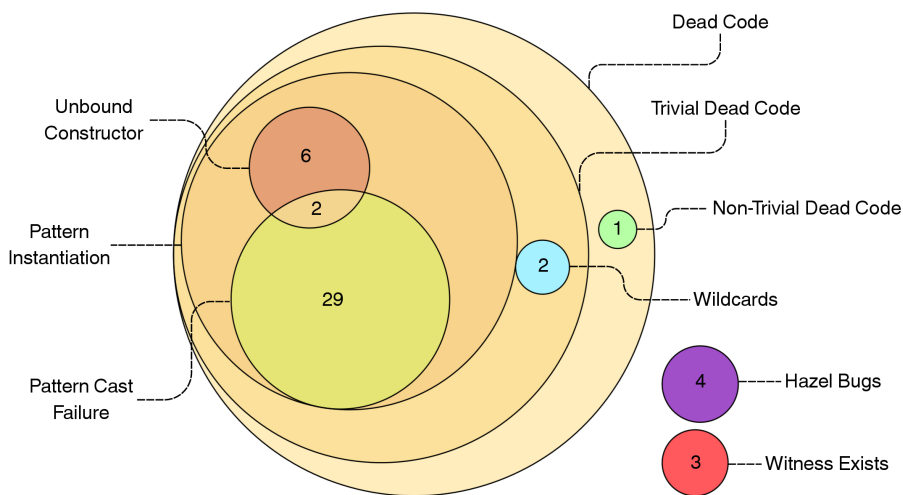 Dead Code
Unbound
Constructor
Trivial Dead Code
6
2
Non-Trivial Dead Code
1
Pattern
Instantiation
2
29
Wildcards
Pattern Cast
Failure
4
Hazel Bugs
3
Witness Exists